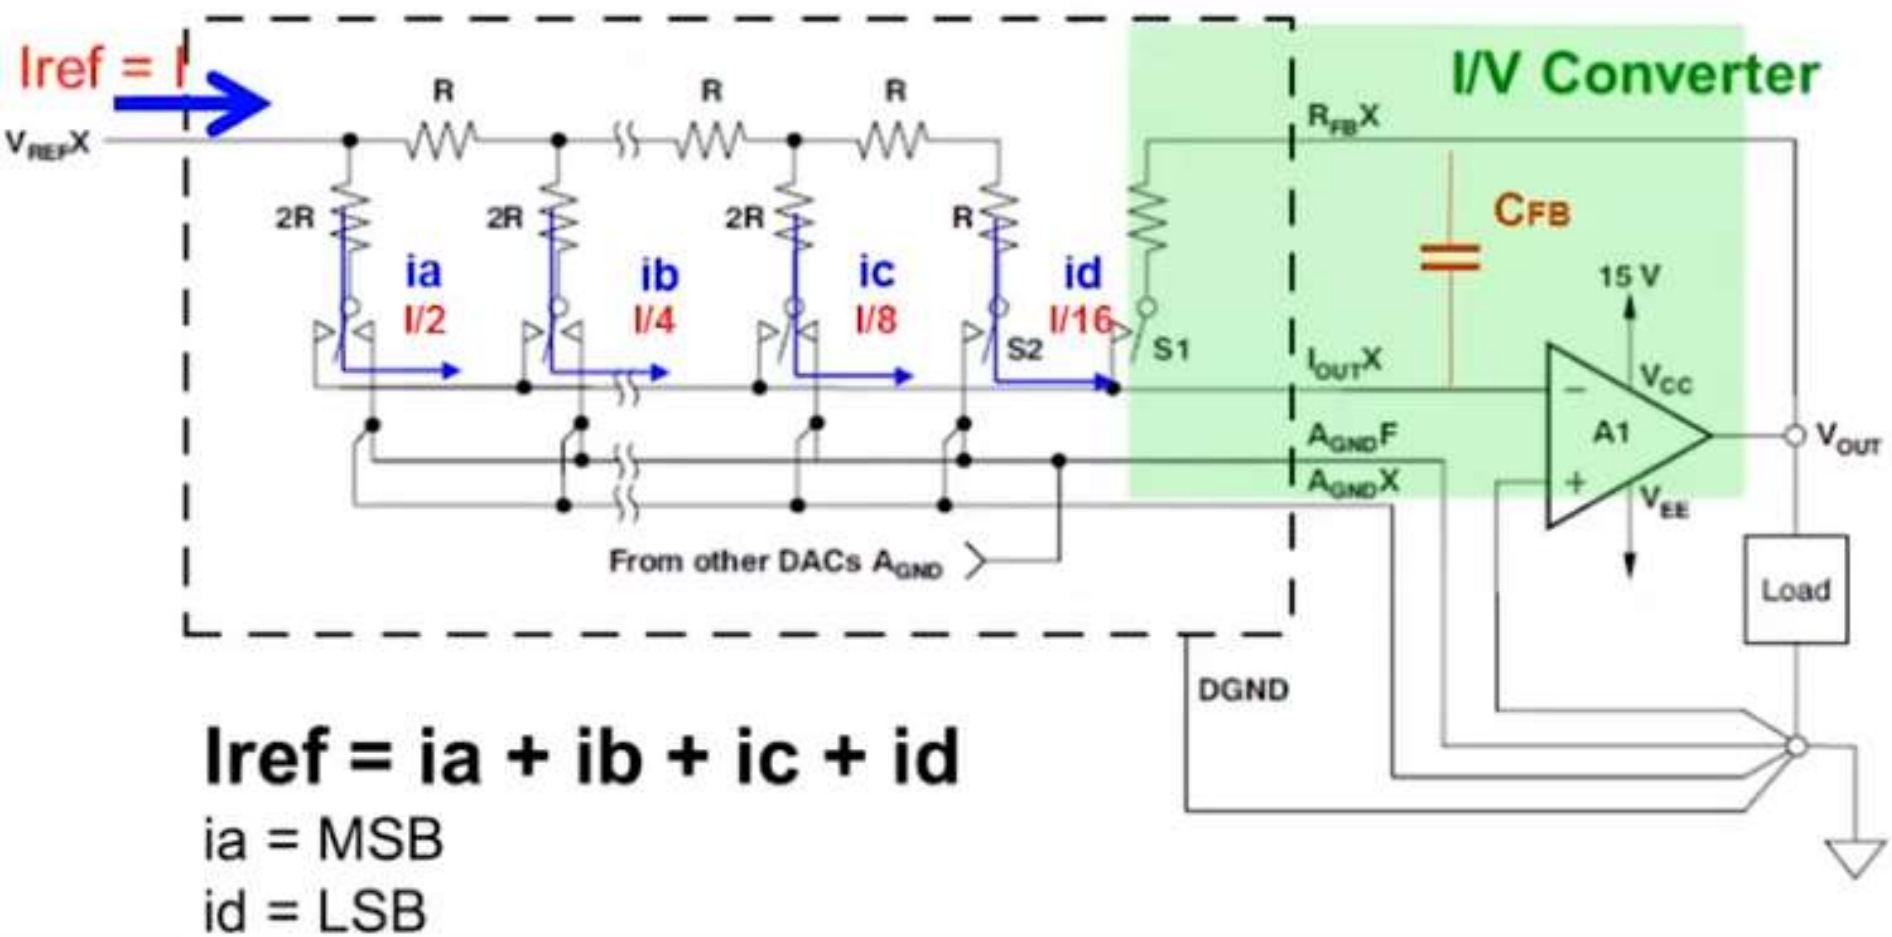 Iref = I
I/V Converter
R
R
R
RFBX
VREFX
2R
2R
2R
R
CFB
ia
ib
ic
id
15 V
I/2
I/4
I/8
I/16
S2
S1
IOUTX
VCC
−
A1
AGNDF
VOUT
AGNDX
+
VEE
From other DACs AGND
Load
DGND
Iref = ia + ib + ic + id
ia = MSB
id = LSB